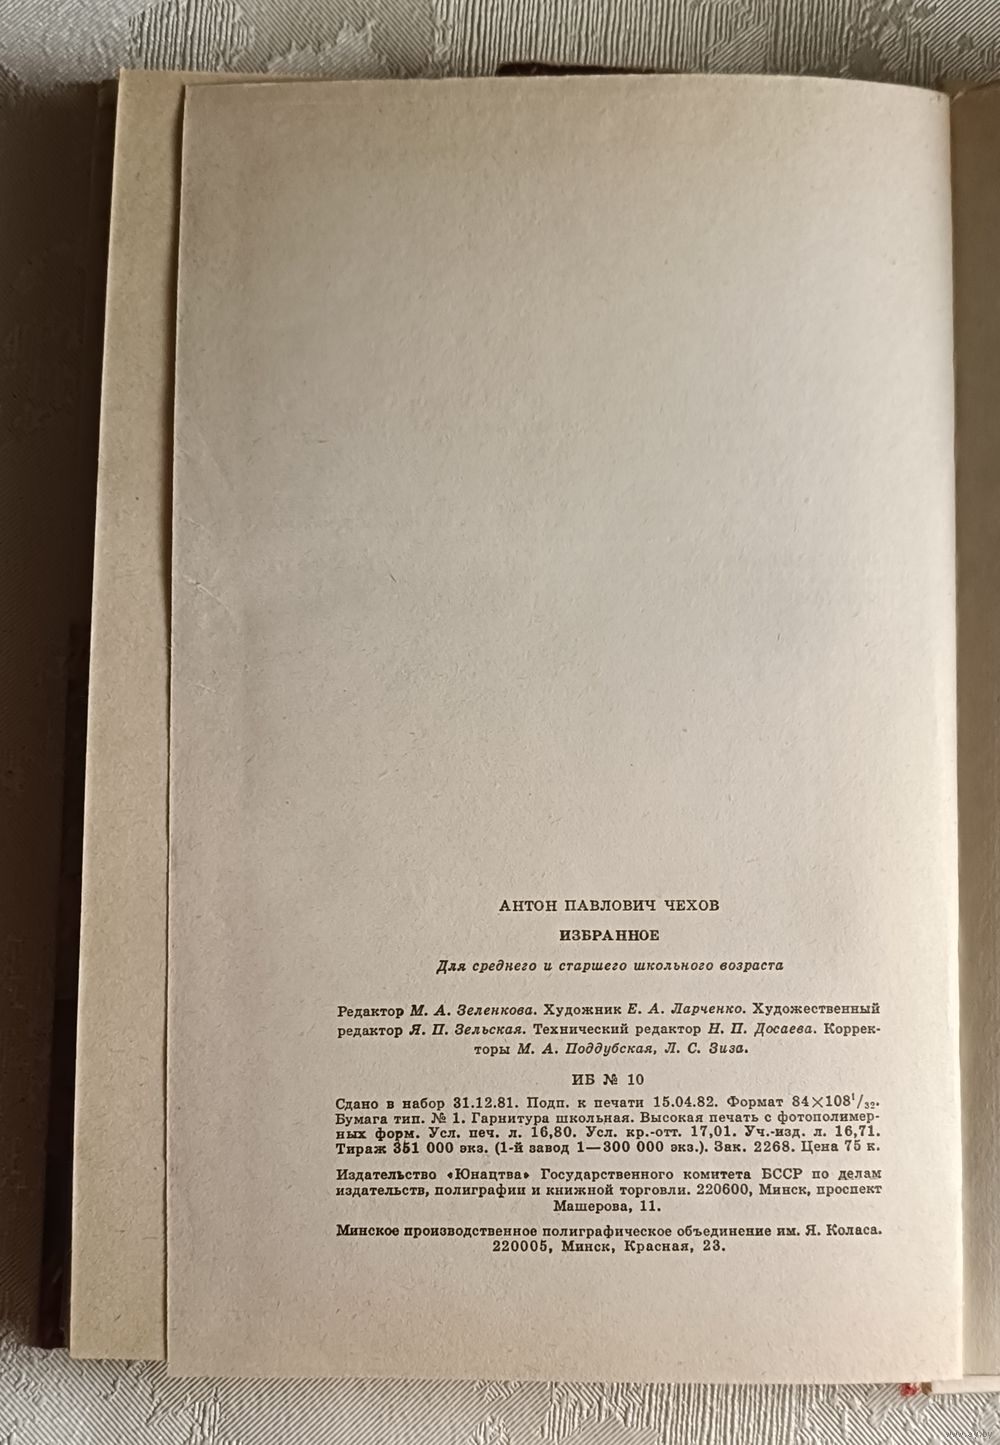 АНТОН ПАВЛОВИЧ ЧЕХОВ
ИЗБРАННОЕ
Для среднего и старшего школьного возраста
Редактор М. А. Зеленкова. Художник Е. А. Ларченко. Художественный
редактор Я. П. Зельская. Технический редактор Н. П. Досаева. Коррек-
торы М. А. Поддубская, Л. С. Зиза.
ИБ № 10
Сдано в набор 31.12.81. Подп. к печати 15.04.82. Формат 84×108¹/₃₂.
Бумага тип. № 1. Гарнитура школьная. Высокая печать с фотополимер-
ных форм. Усл. печ. л. 16,80. Усл. кр.-отт. 17,01. Уч.-изд. л. 16,71.
Тираж 351 000 экз. (1-й завод 1—300 000 экз.). Зак. 2268. Цена 75 к.
Издательство «Юнацтва» Государственного комитета БССР по делам
издательств, полиграфии и книжной торговли. 220600, Минск, проспект
Машерова, 11.
Минское производственное полиграфическое объединение им. Я. Коласа.
220005, Минск, Красная, 23.
www.ay.by